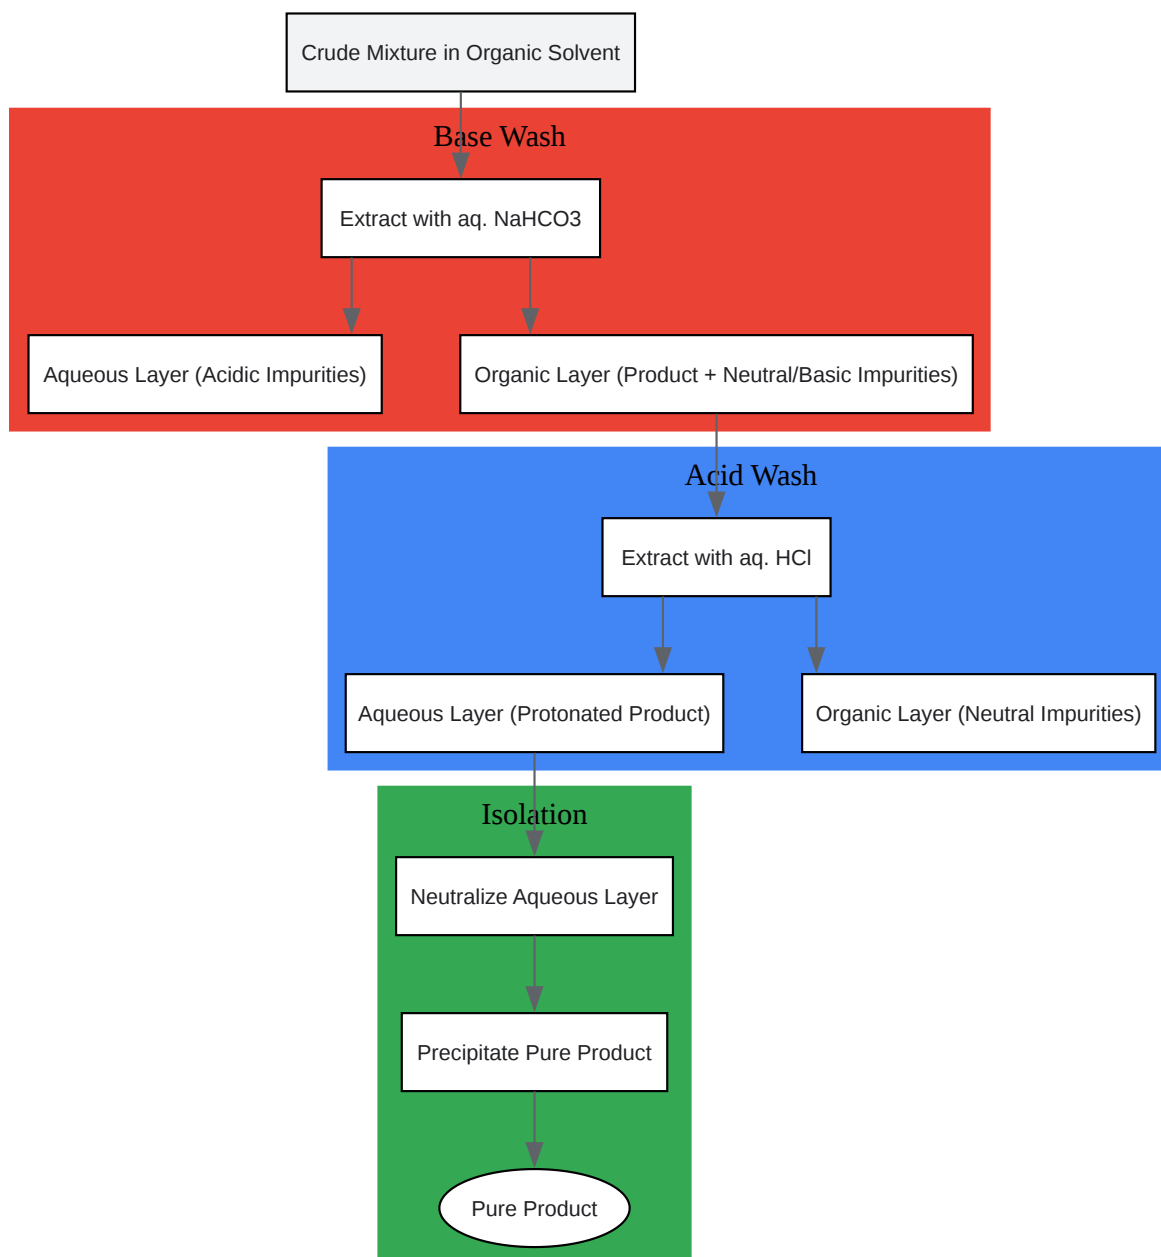 Crude Mixture in Organic Solvent
Base Wash
Extract with aq. NaHCO3
Aqueous Layer (Acidic Impurities)
Organic Layer (Product + Neutral/Basic Impurities)
Acid Wash
Extract with aq. HCl
Aqueous Layer (Protonated Product)
Organic Layer (Neutral Impurities)
Isolation
Neutralize Aqueous Layer
Precipitate Pure Product
Pure Product